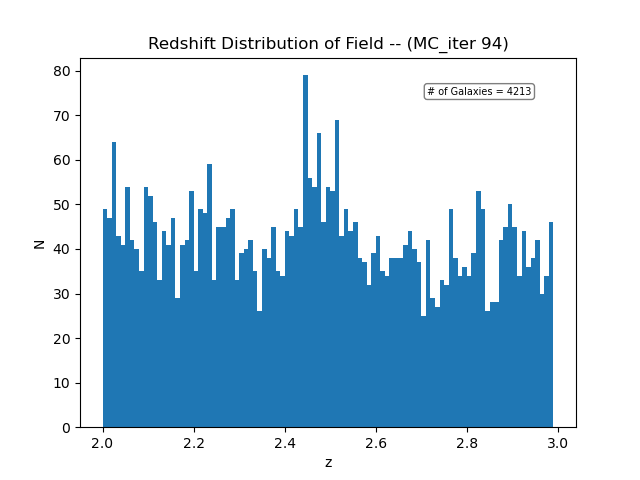 Redshift Distribution of Field -- (MC_iter 94)
# of Galaxies = 4213
80
70
60
50
40
30
20
10
0
N
2.0 2.2 2.4 2.6 2.8 3.0
z